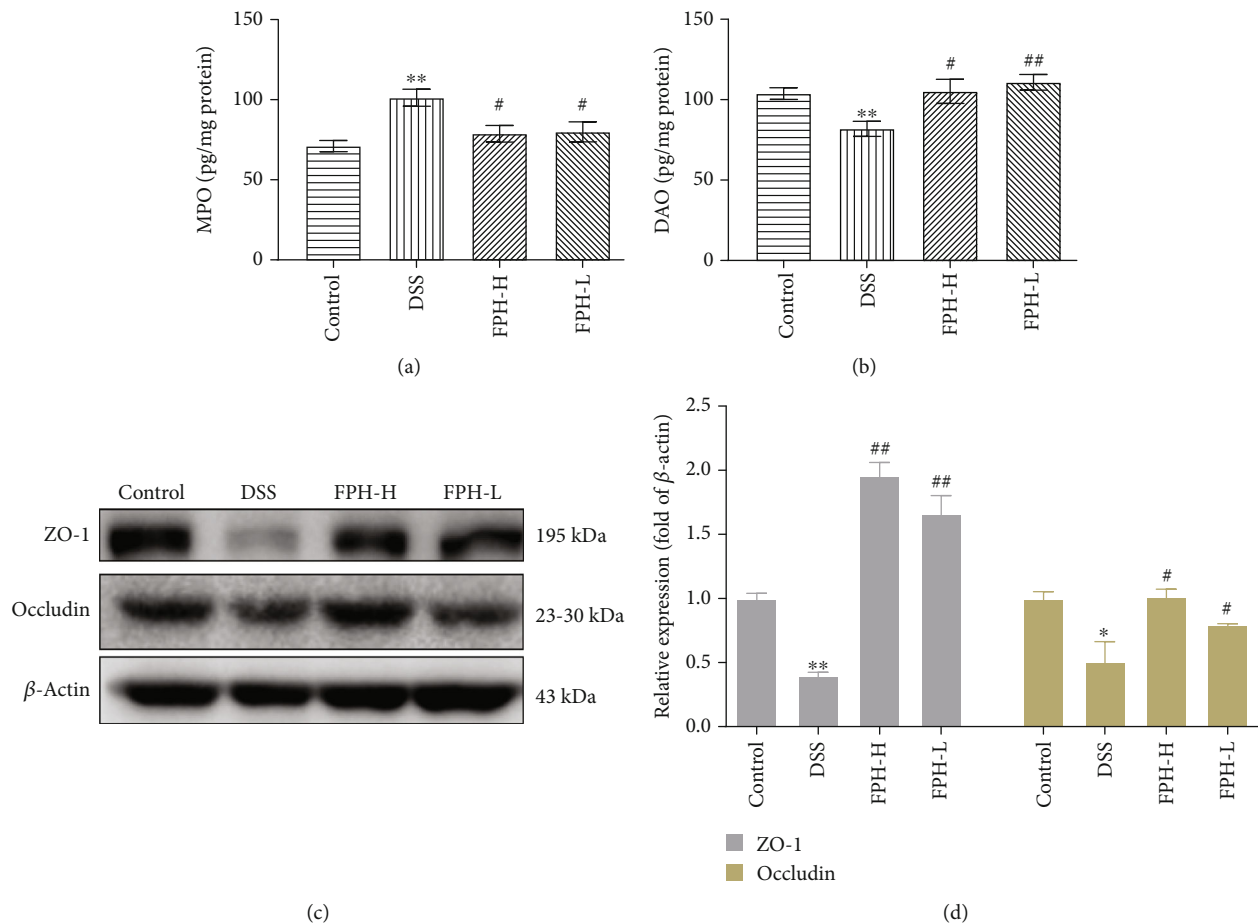 MPO (pg/mg protein)
150
100
50
0
**
#
#
Control
DSS
FPH-H
FPH-L
(a)
DAO (pg/mg protein)
150
100
50
0
**
#
##
Control
DSS
FPH-H
FPH-L
(b)
Control DSS FPH-H FPH-L
ZO-1 195 kDa
Occludin 23-30 kDa
β-Actin 43 kDa
(c)
Relative expression (fold of β-actin)
2.5
2.0
1.5
1.0
0.5
0.0
**
##
##
*
#
#
Control
DSS
FPH-H
FPH-L
Control
DSS
FPH-H
FPH-L
ZO-1
Occludin
(d)